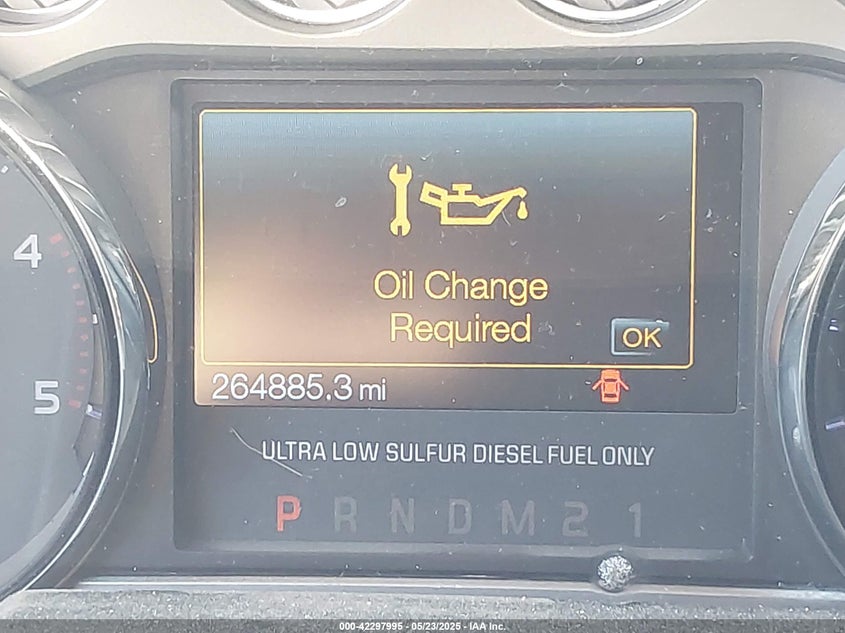 Oil Change
Required
OK
264885.3 mi
4
5
ULTRA LOW SULFUR DIESEL FUEL ONLY
P R N D M 2 1
000-42297995 - 05/23/2025 - IAA Inc.